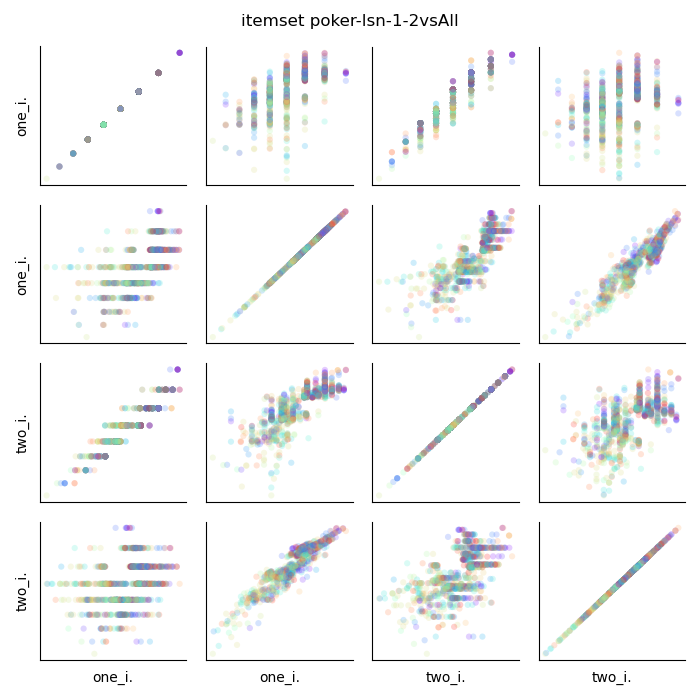 itemset poker-lsn-1-2vsAll
one_i.
one_i.
two_i.
two_i.
one_i. one_i. two_i. two_i.